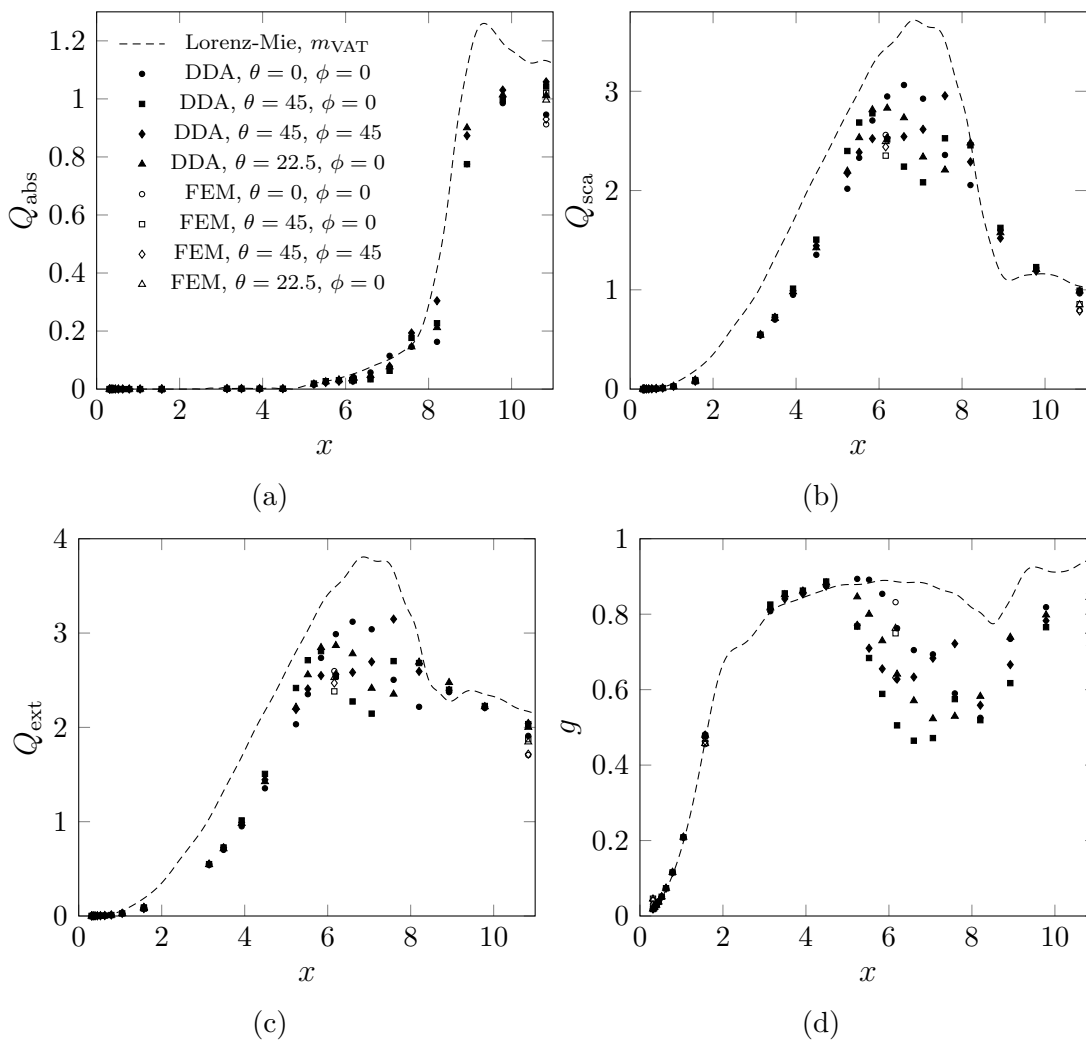 Q_abs
0
0.2
0.4
0.6
0.8
1
1.2
Lorenz-Mie, m_VAT
DDA, θ = 0, ϕ = 0
DDA, θ = 45, ϕ = 0
DDA, θ = 45, ϕ = 45
DDA, θ = 22.5, ϕ = 0
FEM, θ = 0, ϕ = 0
FEM, θ = 45, ϕ = 0
FEM, θ = 45, ϕ = 45
FEM, θ = 22.5, ϕ = 0
0 2 4 6 8 10
x
(a)
Q_sca
0
1
2
3
0 2 4 6 8 10
x
(b)
Q_ext
0
1
2
3
4
0 2 4 6 8 10
x
(c)
g
0
0.2
0.4
0.6
0.8
1
0 2 4 6 8 10
x
(d)